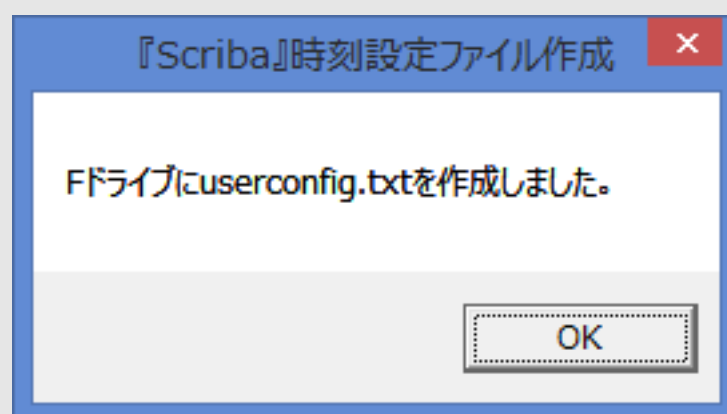 『Scriba』時刻設定ファイル作成
Fドライブにuserconfig.txtを作成しました。
OK